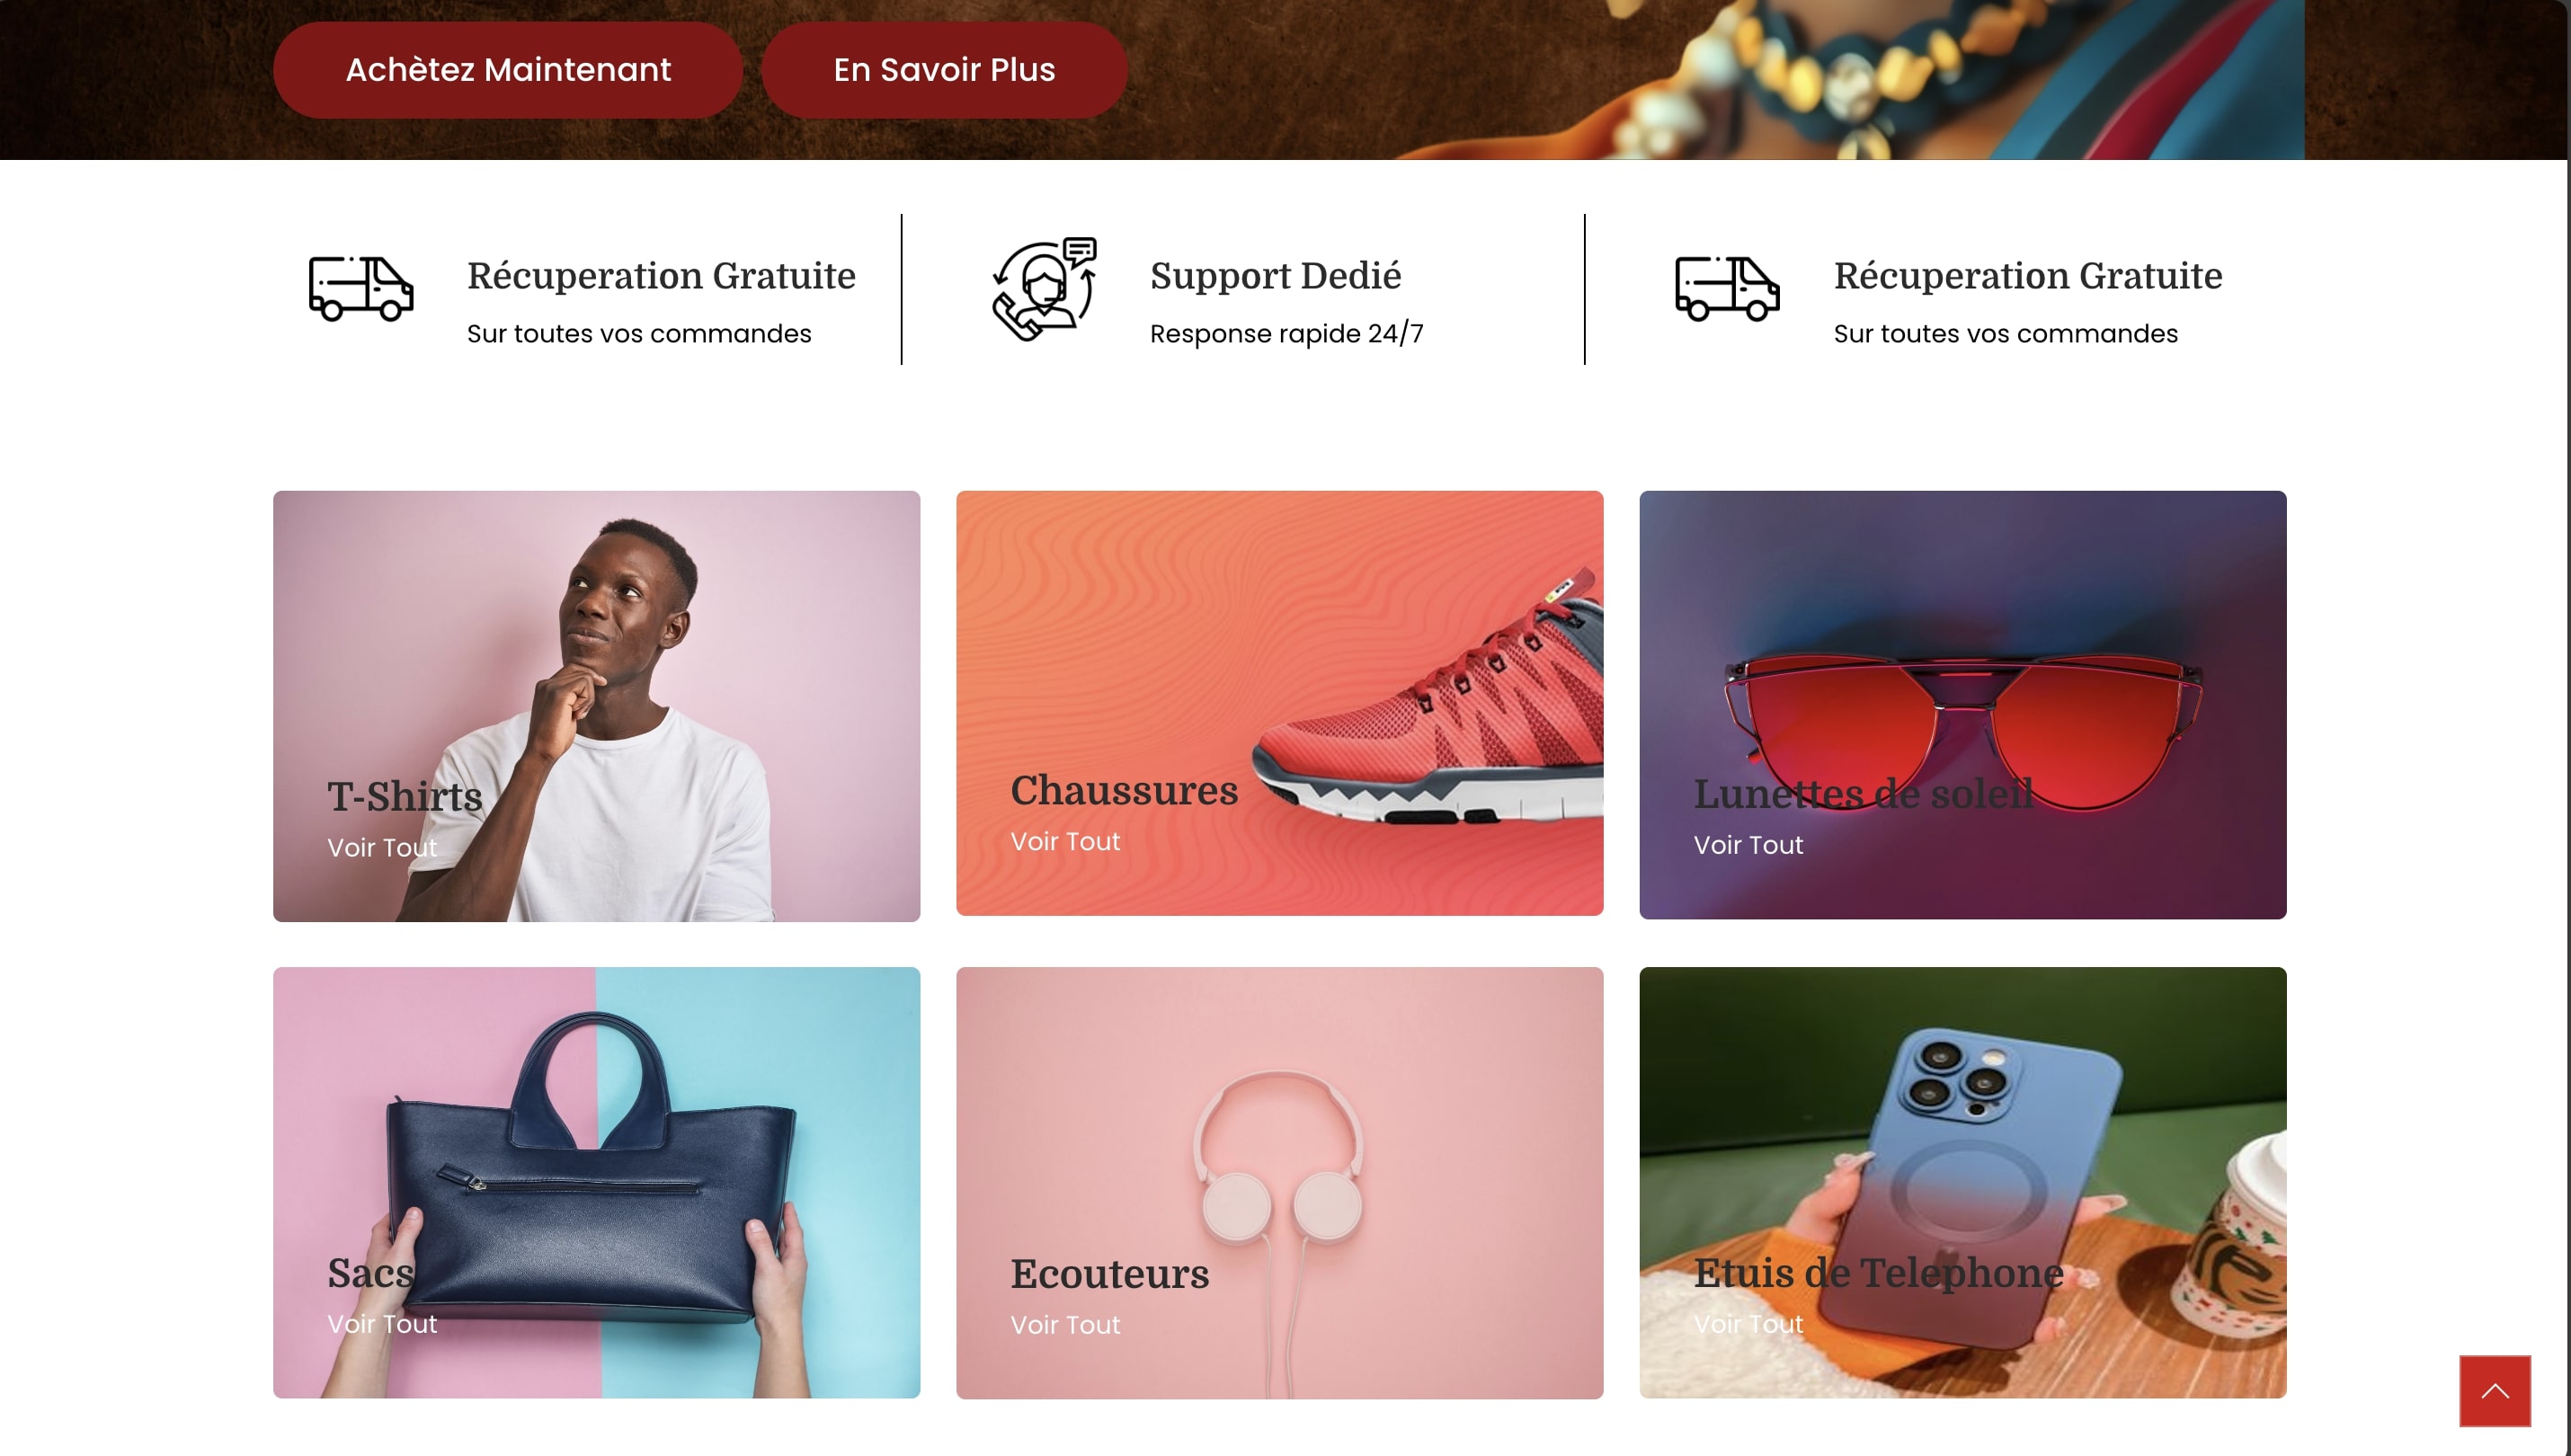 Achètez Maintenant
En Savoir Plus
Récuperation Gratuite
Sur toutes vos commandes
Support Dedié
Response rapide 24/7
Récuperation Gratuite
Sur toutes vos commandes
T-Shirts
Voir Tout
Chaussures
Voir Tout
Lunettes de soleil
Voir Tout
Sacs
Voir Tout
Ecouteurs
Voir Tout
Etuis de Telephone
Voir Tout